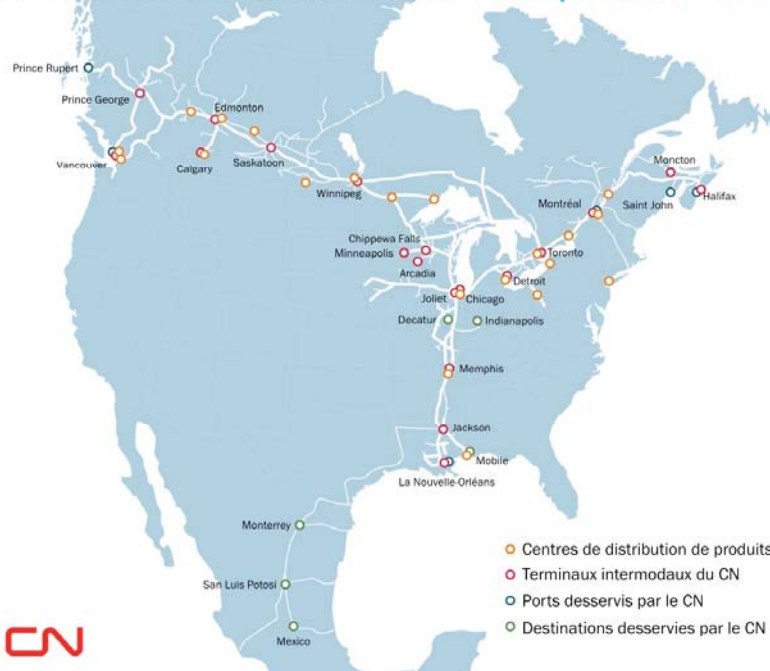 Prince Rupert
Prince George
Edmonton
Vancouver
Calgary
Saskatoon
Winnipeg
Moncton
Montréal
Saint John
Halifax
Chippewa Falls
Minneapolis
Arcadia
Toronto
Detroit
Joliet
Chicago
Decatur
Indianapolis
Memphis
Jackson
Mobile
La Nouvelle-Orléans
Monterrey
San Luis Potosi
Mexico
Centres de distribution de produits
Terminaux intermodaux du CN
Ports desservis par le CN
Destinations desservies par le CN
CN